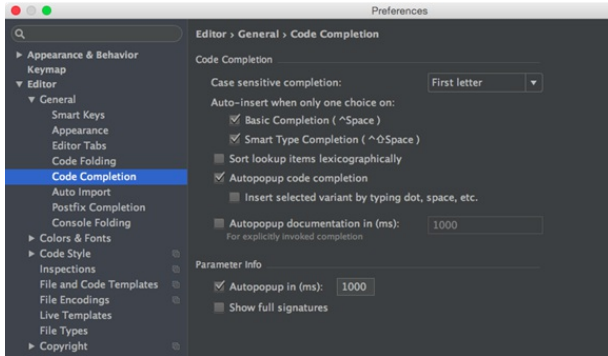 Preferences
Appearance & Behavior
Keymap
Editor
General
Smart Keys
Appearance
Editor Tabs
Code Folding
Code Completion
Auto Import
Postfix Completion
Console Folding
Colors & Fonts
Code Style
Inspections
File and Code Templates
File Encodings
Live Templates
File Types
Copyright
Editor › General › Code Completion
Code Completion
Case sensitive completion: First letter
Auto-insert when only one choice on:
Basic Completion ( ^Space )
Smart Type Completion ( ^⇧Space )
Sort lookup items lexicographically
Autopopup code completion
Insert selected variant by typing dot, space, etc.
Autopopup documentation in (ms): 1000
For explicitly invoked completion
Parameter Info
Autopopup in (ms): 1000
Show full signatures